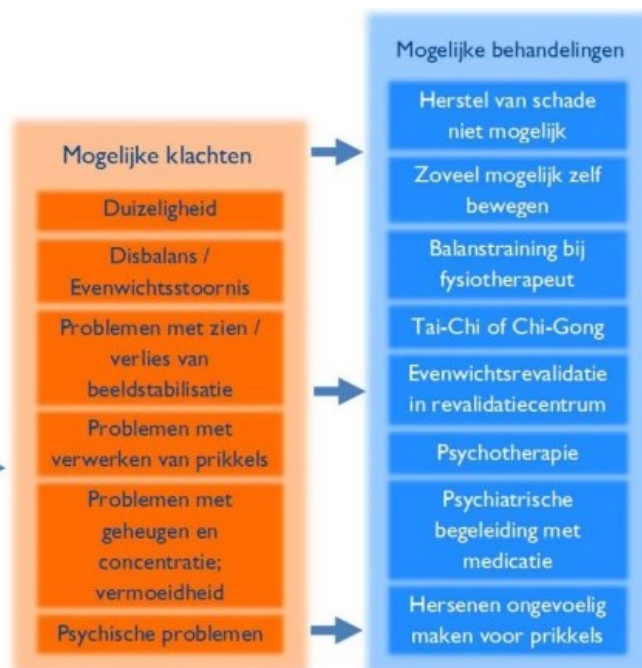 Mogelijke klachten
Duizeligheid
Disbalans /
Evenwichtsstoornis
Problemen met zien /
verlies van
beeldstabilisatie
Problemen met
verwerken van prikkels
Problemen met
geheugen en
concentratie;
vermoeidheid
Psychische problemen
Mogelijke behandelingen
Herstel van schade
niet mogelijk
Zoveel mogelijk zelf
bewegen
Balanstraining bij
fysiotherapeut
Tai-Chi of Chi-Gong
Evenwichtsrevalidatie
in revalidatiecentrum
Psychotherapie
Psychiatrische
begeleiding met
medicatie
Hersenen ongevoelig
maken voor prikkels